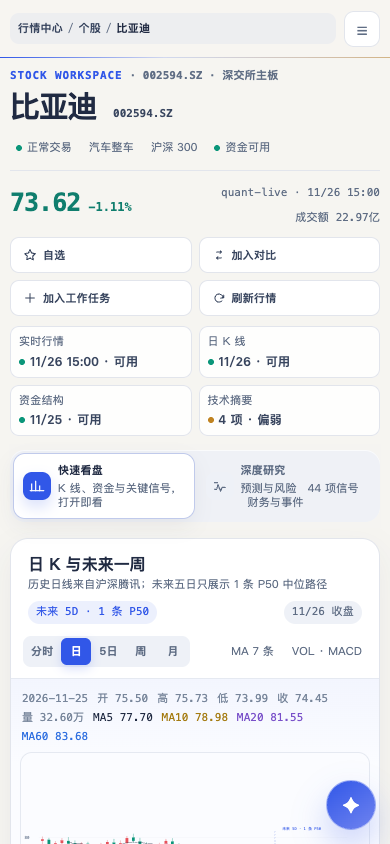 行情中心 / 个股 / 比亚迪
STOCK WORKSPACE · 002594.SZ · 深交所主板
比亚迪 002594.SZ
正常交易 汽车整车 沪深 300 资金可用
73.62 −1.11%
quant-live · 11/26 15:00
成交额 22.97亿
自选 加入对比
加入工作任务 刷新行情
实时行情 日 K 线
11/26 15:00 · 可用 11/26 · 可用
资金结构 技术摘要
11/25 · 可用 4 项 · 偏弱
快速看盘
K 线、资金与关键信号，
打开即看
深度研究
预测与风险 44 项信号
财务与事件
日 K 与未来一周
历史日线来自沪深腾讯；未来五日只展示 1 条 P50 中位路径
未来 5D · 1 条 P50 11/26 收盘
分时 日 5日 周 月 MA 7 条 VOL · MACD
2026-11-25 开 75.50 高 75.73 低 73.99 收 74.45
量 32.60万 MA5 77.70 MA10 78.98 MA20 81.55
MA60 83.68
未来 5D · 1 条 P50